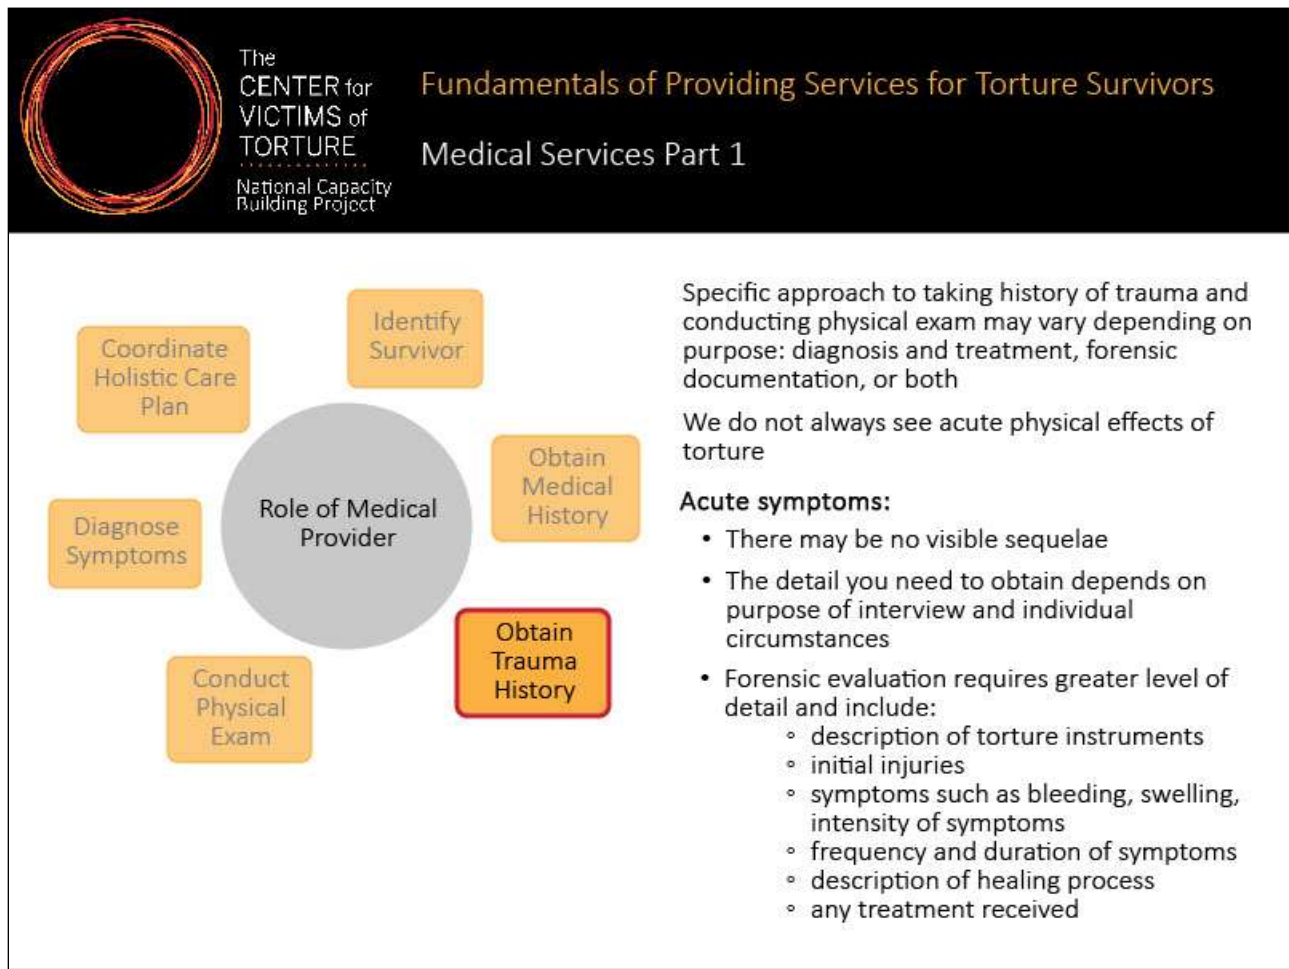 The
CENTER for
VICTIMS of
TORTURE
National Capacity
Building Project
Fundamentals of Providing Services for Torture Survivors
Medical Services Part 1
Identify
Survivor
Coordinate
Holistic Care
Plan
Obtain
Medical
History
Role of Medical
Provider
Diagnose
Symptoms
Obtain
Trauma
History
Conduct
Physical
Exam
Specific approach to taking history of trauma and
conducting physical exam may vary depending on
purpose: diagnosis and treatment, forensic
documentation, or both
We do not always see acute physical effects of
torture
Acute symptoms:
• There may be no visible sequelae
• The detail you need to obtain depends on
purpose of interview and individual
circumstances
• Forensic evaluation requires greater level of
detail and include:
° description of torture instruments
° initial injuries
° symptoms such as bleeding, swelling,
intensity of symptoms
° frequency and duration of symptoms
° description of healing process
° any treatment received